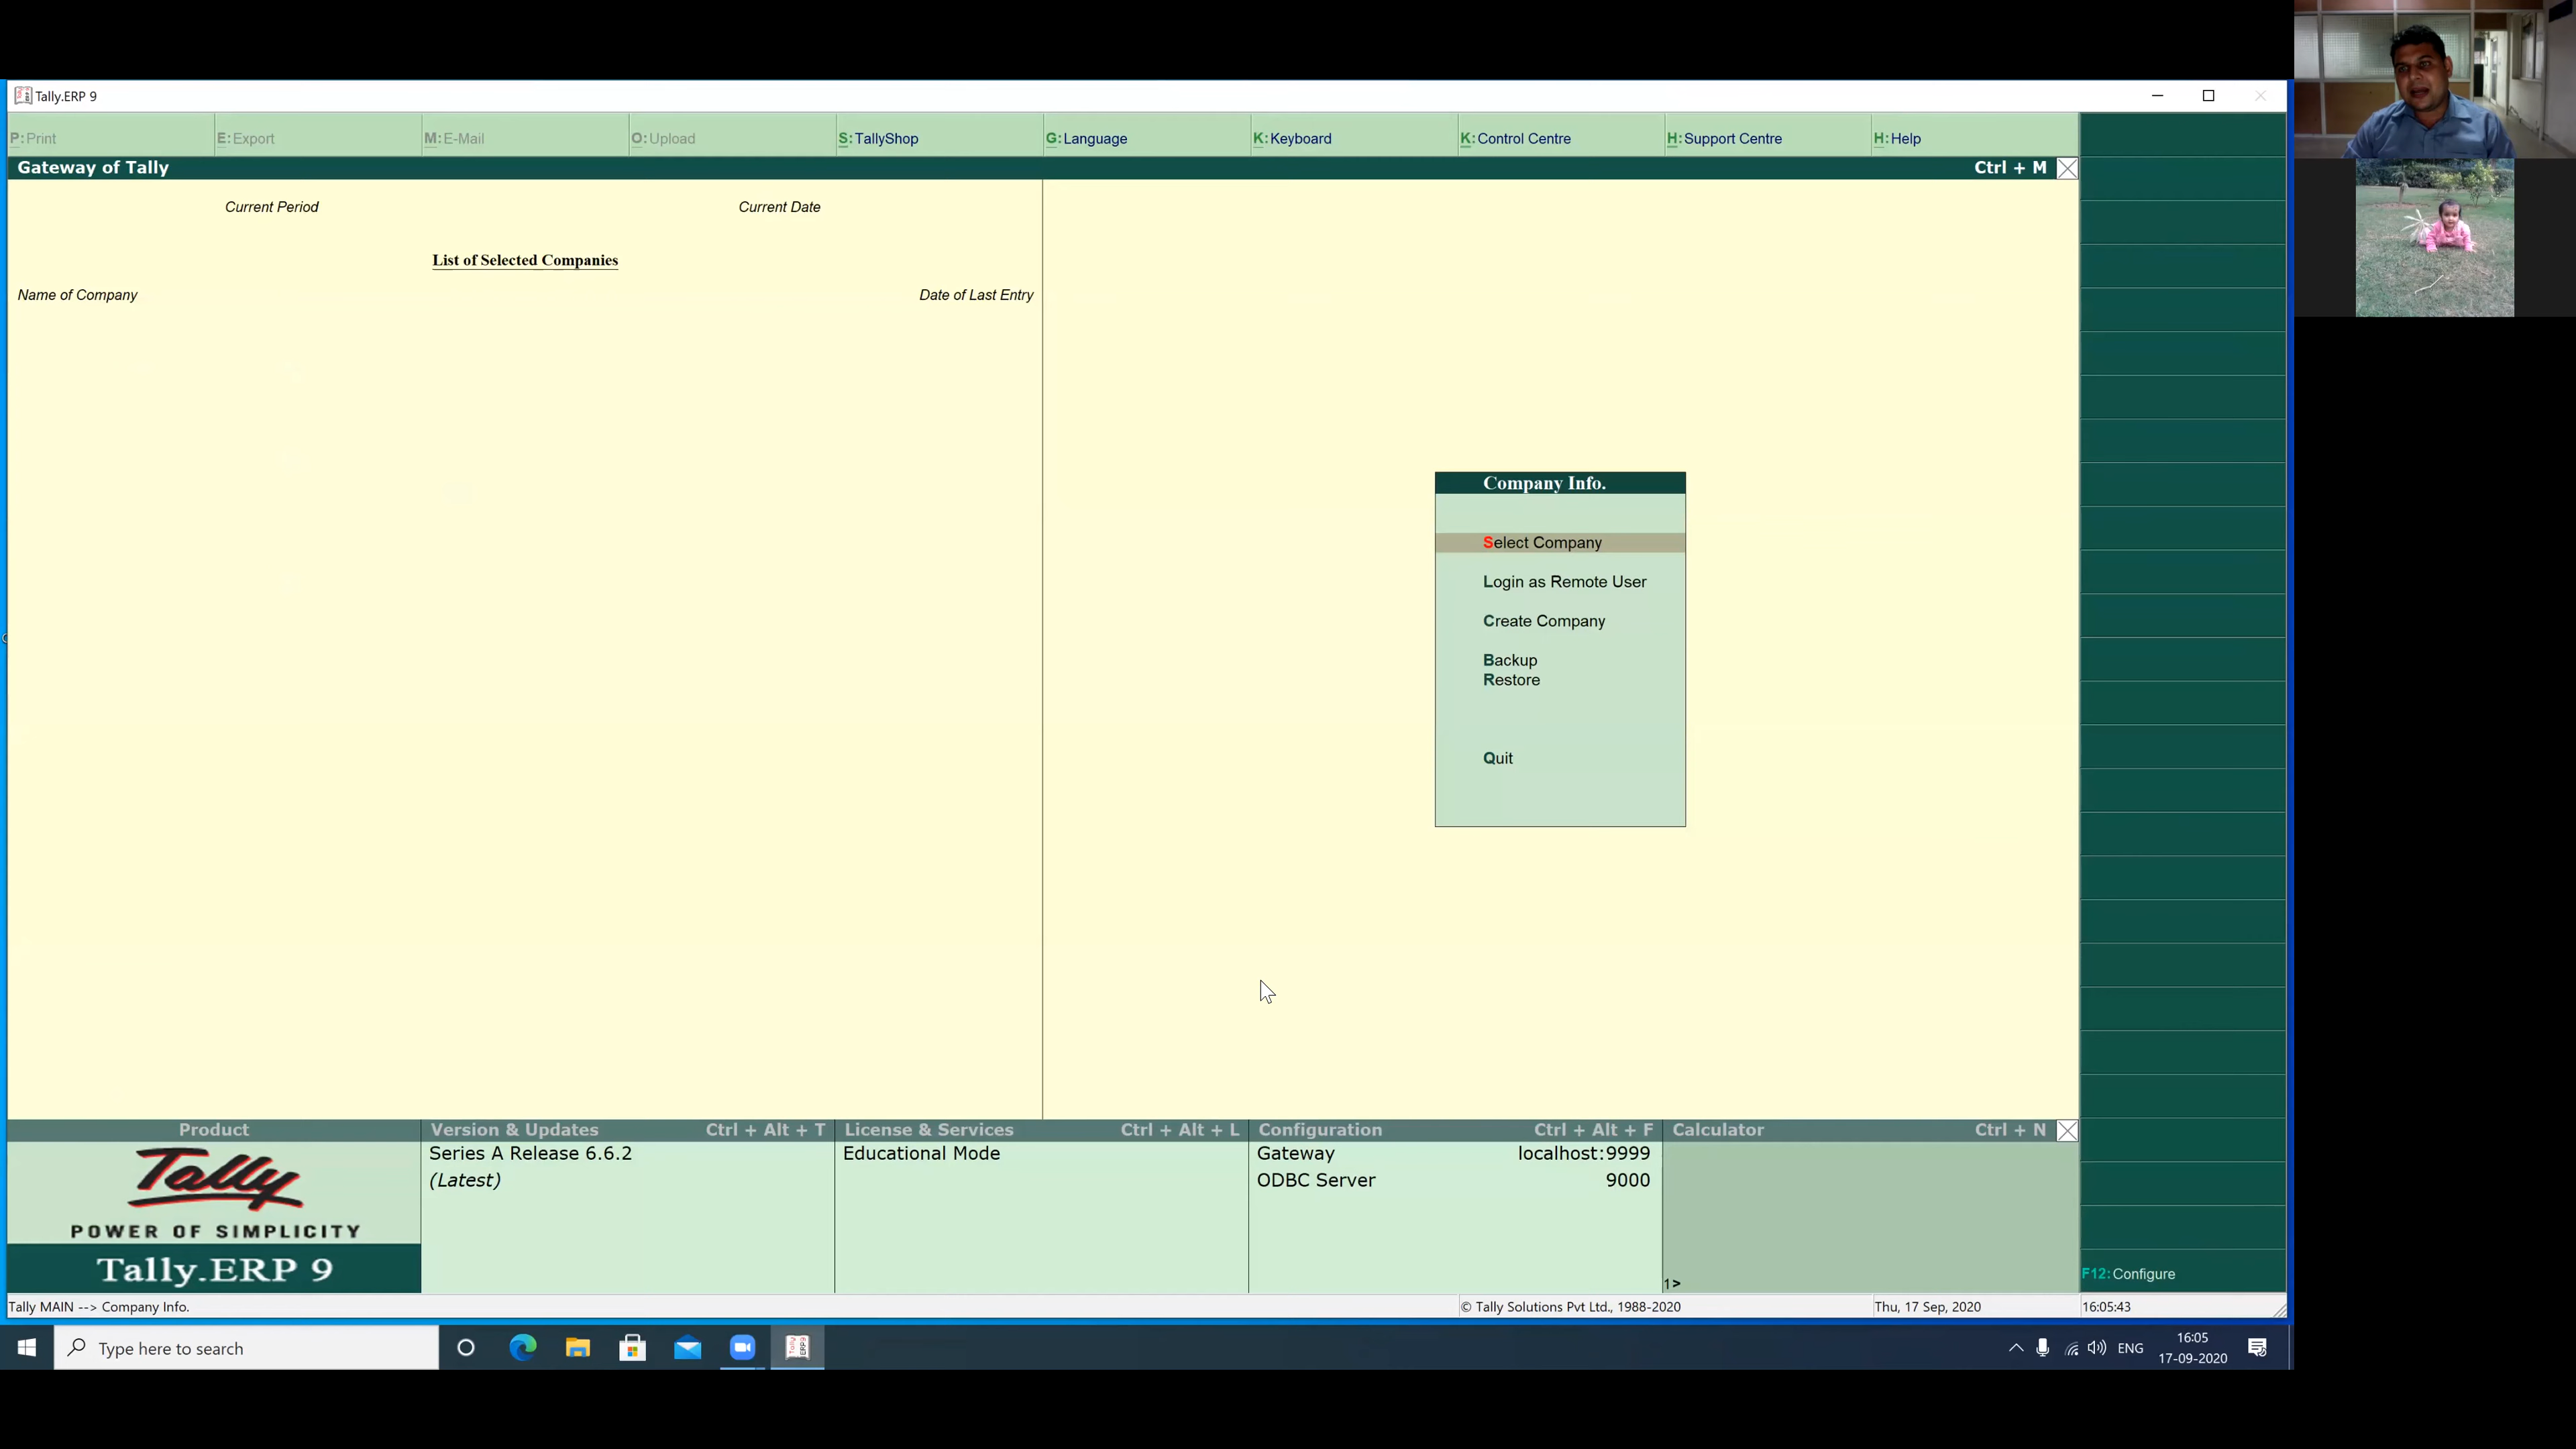 Tally.ERP 9
P: Print E: Export M: E-Mail O: Upload S: TallyShop G: Language K: Keyboard K: Control Centre H: Support Centre H: Help
Gateway of Tally Ctrl + M
Current Period Current Date
List of Selected Companies
Name of Company Date of Last Entry
Company Info.
Select Company
Login as Remote User
Create Company
Backup
Restore
Quit
Product Version & Updates Ctrl + Alt + T License & Services Ctrl + Alt + L Configuration Ctrl + Alt + F Calculator Ctrl + N
Tally
POWER OF SIMPLICITY
Tally.ERP 9
Series A Release 6.6.2
(Latest)
Educational Mode
Gateway localhost:9999
ODBC Server 9000
1>
F12: Configure
Tally MAIN --> Company Info. © Tally Solutions Pvt Ltd., 1988-2020 Thu, 17 Sep, 2020 16:05:43
Type here to search
ENG
16:05
17-09-2020